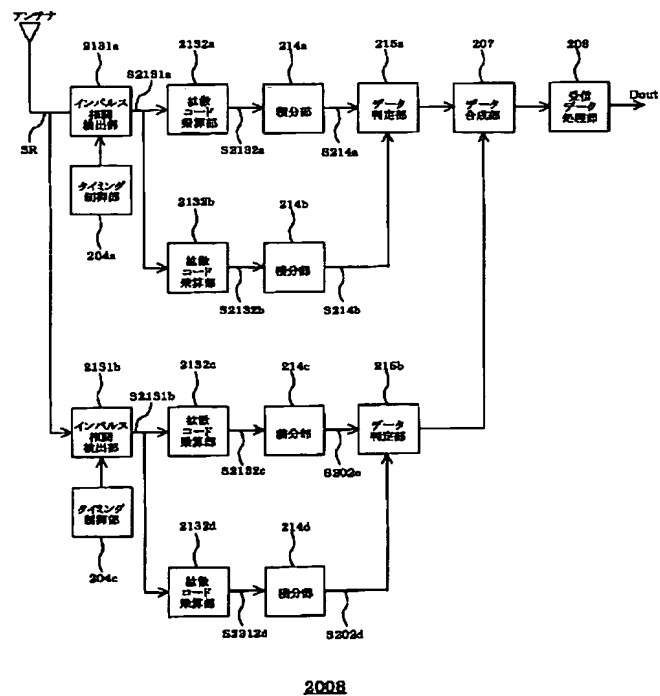 アンテナ
2131a
2132a
214a
215a
207
208
S2131a
インパルス
相関
検出部
拡散
コード
乗算部
積分部
データ
判定部
データ
合成部
受信
データ
処理部
Dout
SR
S2132a
S214a
タイミング
制御部
204a
2132b
214b
拡散
コード
乗算部
積分部
S2132b
S214b
2131b
2132c
214c
215b
S2131b
インパルス
相関
検出部
拡散
コード
乗算部
積分部
データ
判定部
S2132c
S202c
タイミング
制御部
204c
2132d
214d
拡散
コード
乗算部
積分部
S2212d
S202d
2008